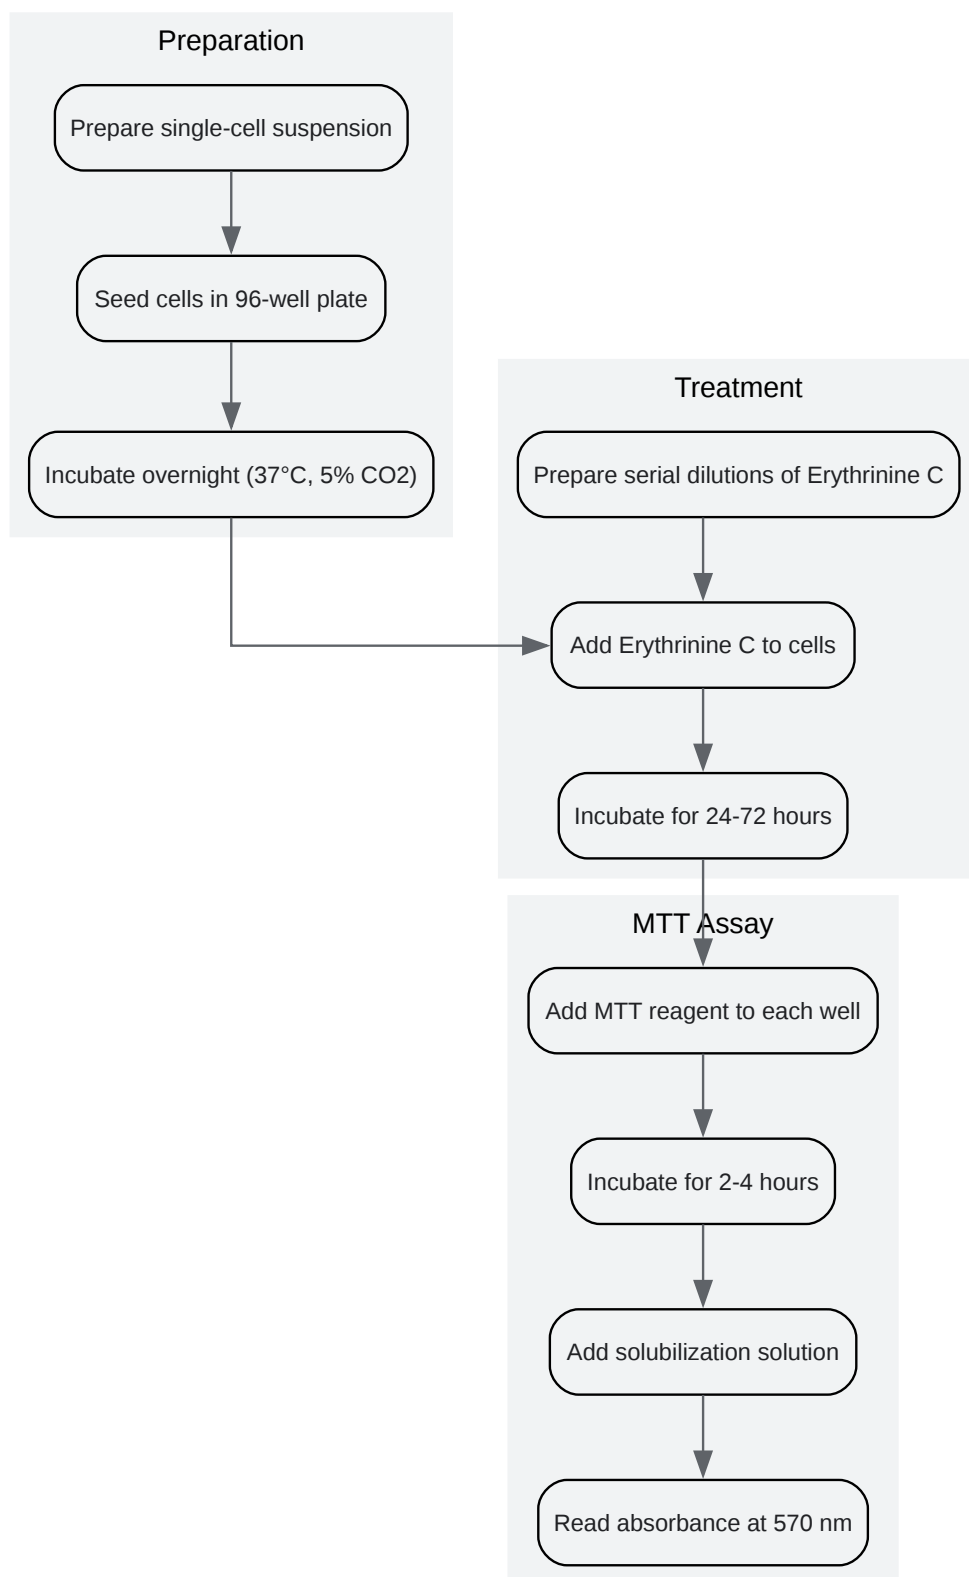 Preparation
Prepare single-cell suspension
Seed cells in 96-well plate
Incubate overnight (37°C, 5% CO2)
Treatment
Prepare serial dilutions of Erythrinine C
Add Erythrinine C to cells
Incubate for 24-72 hours
MTT Assay
Add MTT reagent to each well
Incubate for 2-4 hours
Add solubilization solution
Read absorbance at 570 nm